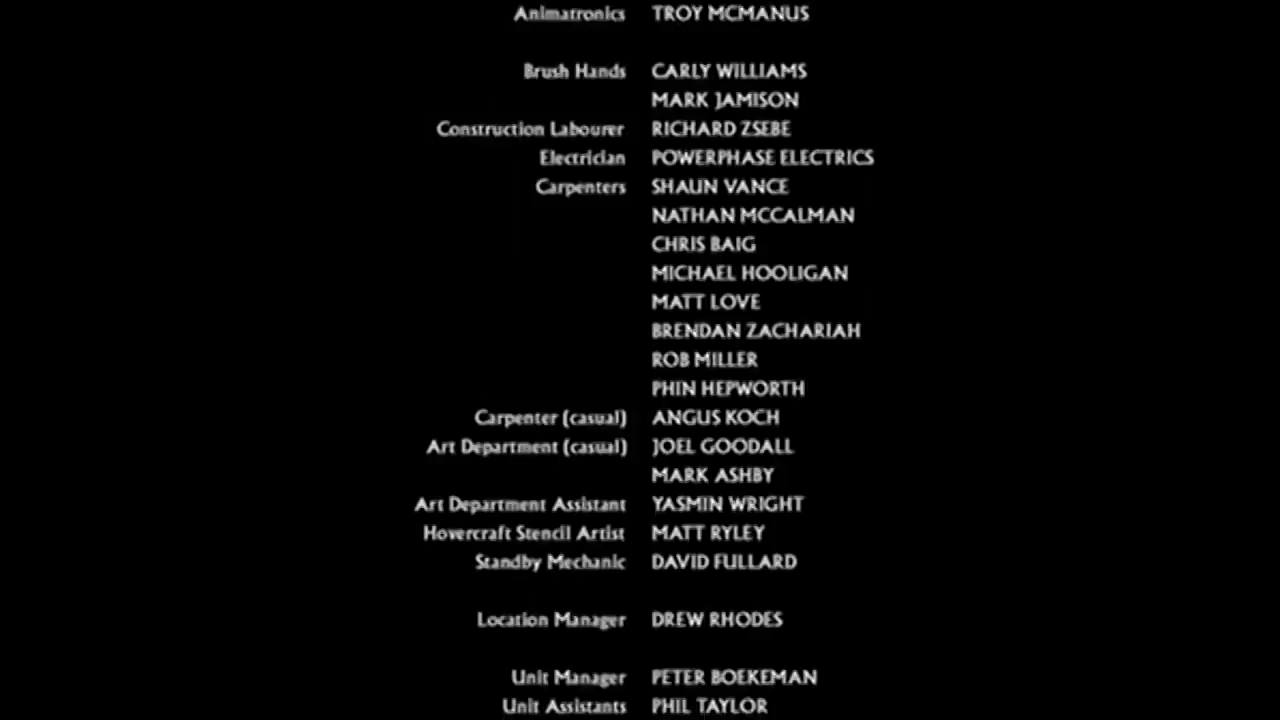 Animatronics TROY MCMANUS
Brush Hands CARLY WILLIAMS
MARK JAMISON
Construction Labourer RICHARD ZSEBE
Electrician POWERPHASE ELECTRICS
Carpenters SHAUN VANCE
NATHAN MCCALMAN
CHRIS BAIG
MICHAEL HOOLIGAN
MATT LOVE
BRENDAN ZACHARIAH
ROB MILLER
PHIN HEPWORTH
Carpenter (casual) ANGUS KOCH
Art Department (casual) JOEL GOODALL
MARK ASHBY
Art Department Assistant YASMIN WRIGHT
Hovercraft Stencil Artist MATT RYLEY
Standby Mechanic DAVID FULLARD
Location Manager DREW RHODES
Unit Manager PETER BOEKEMAN
Unit Assistants PHIL TAYLOR